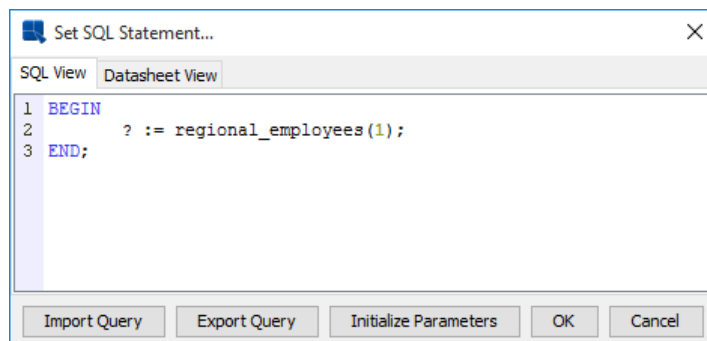 Set SQL Statement...
SQL View Datasheet View
1 BEGIN
2 ? := regional_employees(1);
3 END;
Import Query Export Query Initialize Parameters OK Cancel